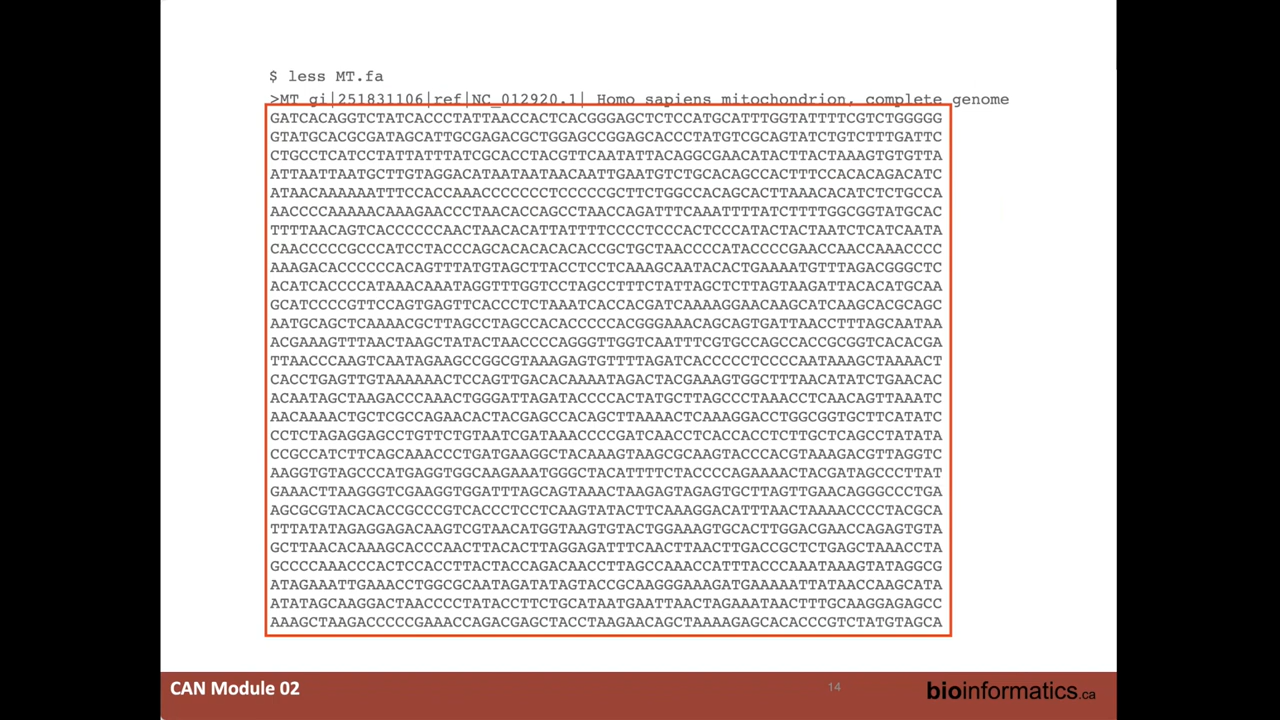 $ less MT.fa
>MT gi|251831106|ref|NC_012920.1| Homo sapiens mitochondrion, complete genome
GATCACAGGTCTATCACCCTATTAACCACTCACGGGAGCTCTCCATGCATTTGGTATTTTCGTCTGGGGG
GTATGCACGCGATAGCATTGCGAGACGCTGGAGCCGGAGCACCCTATGTCGCAGTATCTGTCTTTGATTC
CTGCCTCATCCTATTATTTATCGCACCTACGTTCAATATTACAGGCGAACATACTTACTAAAGTGTGTTA
ATTAATTAATGCTTGTAGGACATAATAATAACAATTGAATGTCTGCACAGCCACTTTCCACACAGACATC
ATAACAAAAAATTTCCACCAAACCCCCCCTCCCCCGCTTCTGGCCACAGCACTTAAACACATCTCTGCCA
AACCCCAAAAACAAAGAACCCTAACACCAGCCTAACCAGATTTCAAATTTTATCTTTTGGCGGTATGCAC
TTTTAACAGTCACCCCCCAACTAACACATTATTTTCCCCTCCCACTCCCATACTACTAATCTCATCAATA
CAACCCCCGCCCATCCTACCCAGCACACACACACCGCTGCTAACCCCATACCCCGAACCAACCAAACCCC
AAAGACACCCCCCACAGTTTATGTAGCTTACCTCCTCAAAGCAATACACTGAAAATGTTTAGACGGGCTC
ACATCACCCCATAAACAAATAGGTTTGGTCCTAGCCTTTCTATTAGCTCTTAGTAAGATTACACATGCAA
GCATCCCCGTTCCAGTGAGTTCACCCTCTAAATCACCACGATCAAAAGGAACAAGCATCAAGCACGCAGC
AATGCAGCTCAAAACGCTTAGCCTAGCCACACCCCCACGGGAAACAGCAGTGATTAACCTTTAGCAATAA
ACGAAAGTTTAACTAAGCTATACTAACCCCAGGGTTGGTCAATTTCGTGCCAGCCACCGCGGTCACACGA
TTAACCCAAGTCAATAGAAGCCGGCGTAAAGAGTGTTTTAGATCACCCCCTCCCCAATAAAGCTAAAACT
CACCTGAGTTGTAAAAAACTCCAGTTGACACAAAATAGACTACGAAAGTGGCTTTAACATATCTGAACAC
ACAATAGCTAAGACCCAAACTGGGATTAGATACCCCACTATGCTTAGCCCTAAACCTCAACAGTTAAATC
AACAAAACTGCTCGCCAGAACACTACGAGCCACAGCTTAAAACTCAAAGGACCTGGCGGTGCTTCATATC
CCTCTAGAGGAGCCTGTTCTGTAATCGATAAACCCCGATCAACCTCACCACCTCTTGCTCAGCCTATATA
CCGCCATCTTCAGCAAACCCTGATGAAGGCTACAAAGTAAGCGCAAGTACCCACGTAAAGACGTTAGGTC
AAGGTGTAGCCCATGAGGTGGCAAGAAATGGGCTACATTTTCTACCCCAGAAAACTACGATAGCCCTTAT
GAAACTTAAGGGTCGAAGGTGGATTTAGCAGTAAACTAAGAGTAGAGTGCTTAGTTGAACAGGGCCCTGA
AGCGCGTACACACCGCCCGTCACCCTCCTCAAGTATACTTCAAAGGACATTTAACTAAAACCCCTACGCA
TTTATATAGAGGAGACAAGTCGTAACATGGTAAGTGTACTGGAAAGTGCACTTGGACGAACCAGAGTGTA
GCTTAACACAAAGCACCCAACTTACACTTAGGAGATTTCAACTTAACTTGACCGCTCTGAGCTAAACCTA
GCCCCAAACCCACTCCACCTTACTACCAGACAACCTTAGCCAAACCATTTACCCAAATAAAGTATAGGCG
ATAGAAATTGAAACCTGGCGCAATAGATATAGTACCGCAAGGGAAAGATGAAAAATTATAACCAAGCATA
ATATAGCAAGGACTAACCCCTATACCTTCTGCATAATGAATTAACTAGAAATAACTTTGCAAGGAGAGCC
AAAGCTAAGACCCCCGAAACCAGACGAGCTACCTAAGAACAGCTAAAAGAGCACACCCGTCTATGTAGCA
CAN Module 02
14
bioinformatics.ca